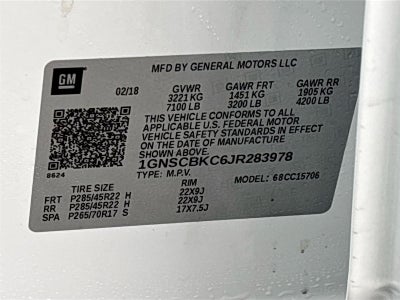 GM
MFD BY GENERAL MOTORS LLC
02/18 GVWR GAWR FRT GAWR RR
3221 KG 1451 KG 1905 KG
7100 LB 3200 LB 4200 LB
THIS VEHICLE CONFORMS TO ALL
APPLICABLE U.S. FEDERAL MOTOR
VEHICLE SAFETY STANDARDS IN EFFECT
ON THE DATE OF MANUFACTURE
SHOWN ABOVE.
1GNSCBKC6JR283978
8624 TYPE: M.P.V. MODEL: 68CC15706
TIRE SIZE RIM
FRT P285/45R22 H 22X9J
RR P285/45R22 H 22X9J
SPA P265/70R17 S 17X7.5J